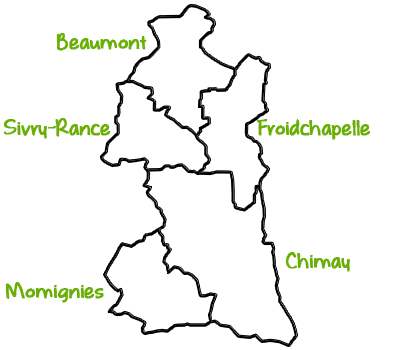 Beaumont
Sivry-Rance
Froidchapelle
Chimay
Momignies